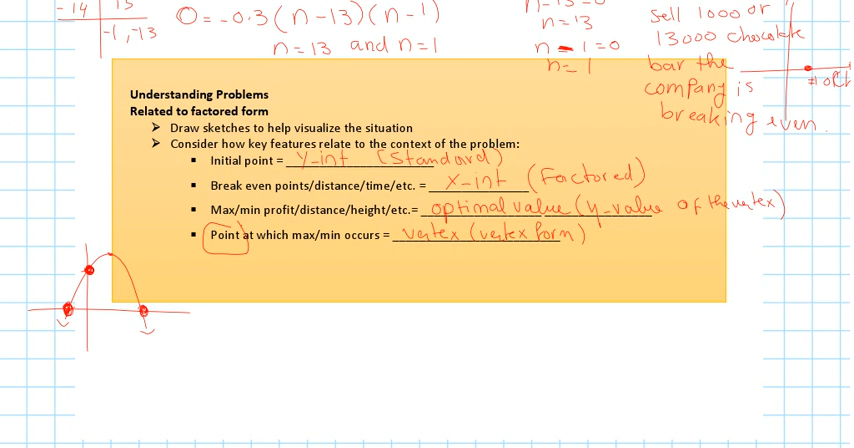 -14 | 13
-1, -13
0 = -0.3(n-13)(n-1)
n = 13 and n = 1
n = 13
n - 1 = 0
n = 1
sell 1000 or
13000 chocolate
bar the
company is
breaking even.
Understanding Problems
Related to factored form
➤ Draw sketches to help visualize the situation
➤ Consider how key features relate to the context of the problem:
▪ Initial point = y-int (Standard)
▪ Break even points/distance/time/etc. = x-int (Factored)
▪ Max/min profit/distance/height/etc.= optimal value (y-value of the vertex)
▪ Point at which max/min occurs = vertex (vertex form)